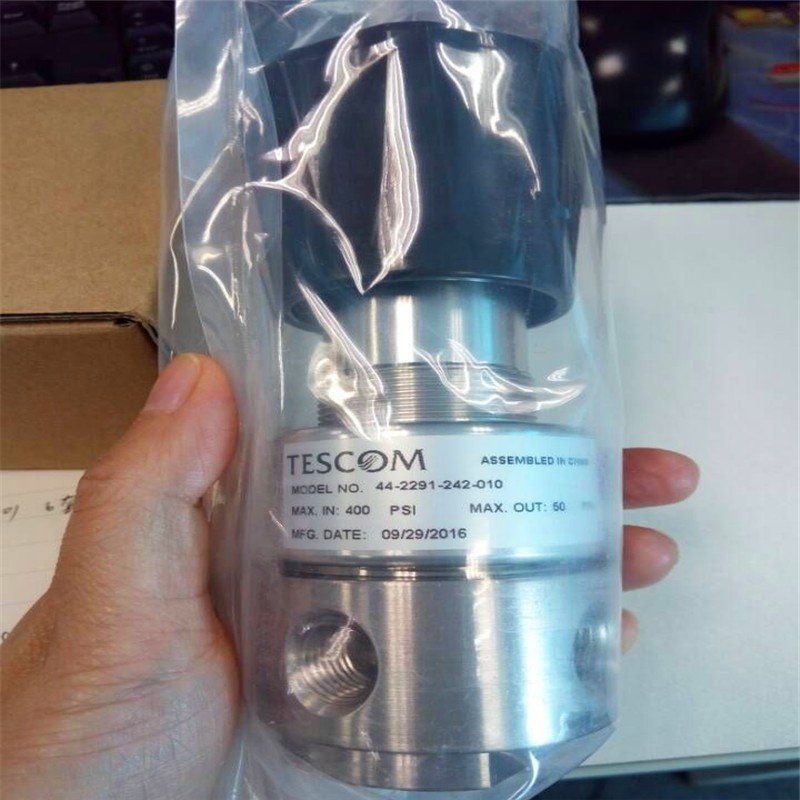 TESCOM ASSEMBLED IN CHINA
MODEL NO. 44-2291-242-010
MAX. IN: 400 PSI MAX. OUT: 50
MFG. DATE: 09/29/2016